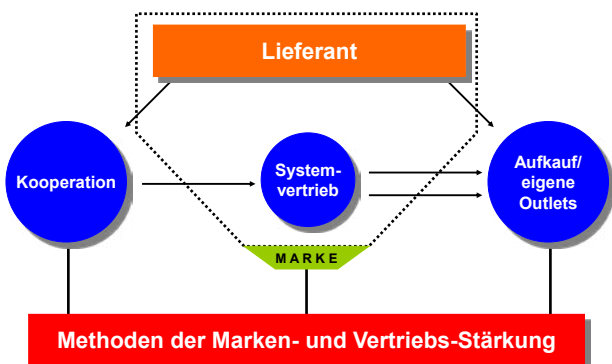 Lieferant
Kooperation
System-
vertrieb
Aufkauf/
eigene
Outlets
MARKE
Methoden der Marken- und Vertriebs-Stärkung